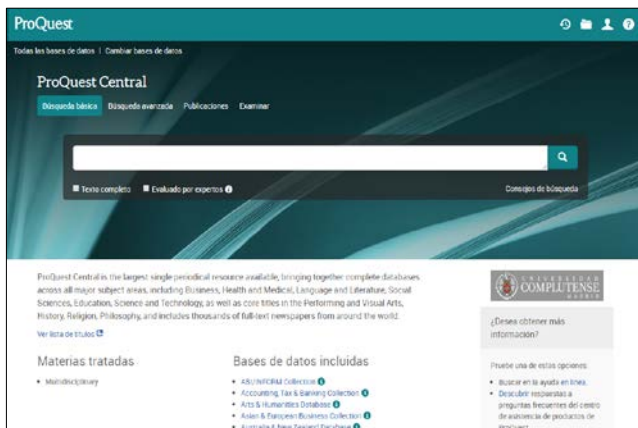 ProQuest
Todas las bases de datos | Cambiar bases de datos
ProQuest Central
Búsqueda básica Búsqueda avanzada Publicaciones Examinar
Texto completo Evaluado por expertos
Consejos de búsqueda
ProQuest Central is the largest single periodical resource available, bringing together complete databases
across all major subject areas, including Business, Health and Medical, Language and Literature, Social
Sciences, Education, Science and Technology, as well as core titles in the Performing and Visual Arts,
History, Religion, Philosophy, and includes thousands of full-text newspapers from around the world.
Ver lista de títulos
Materias tratadas
• Multidisciplinary
Bases de datos incluidas
• ABI/INFORM Collection
• Accounting, Tax & Banking Collection
• Arts & Humanities Database
• Asian & European Business Collection
• Australia & New Zealand Database
UNIVERSIDAD
COMPLUTENSE
MADRID
¿Desea obtener más
información?
Pruebe una de estas opciones:
• Buscar en la ayuda en línea.
• Descubrir respuestas a
preguntas frecuentes del centro
de asistencia de productos de
ProQuest